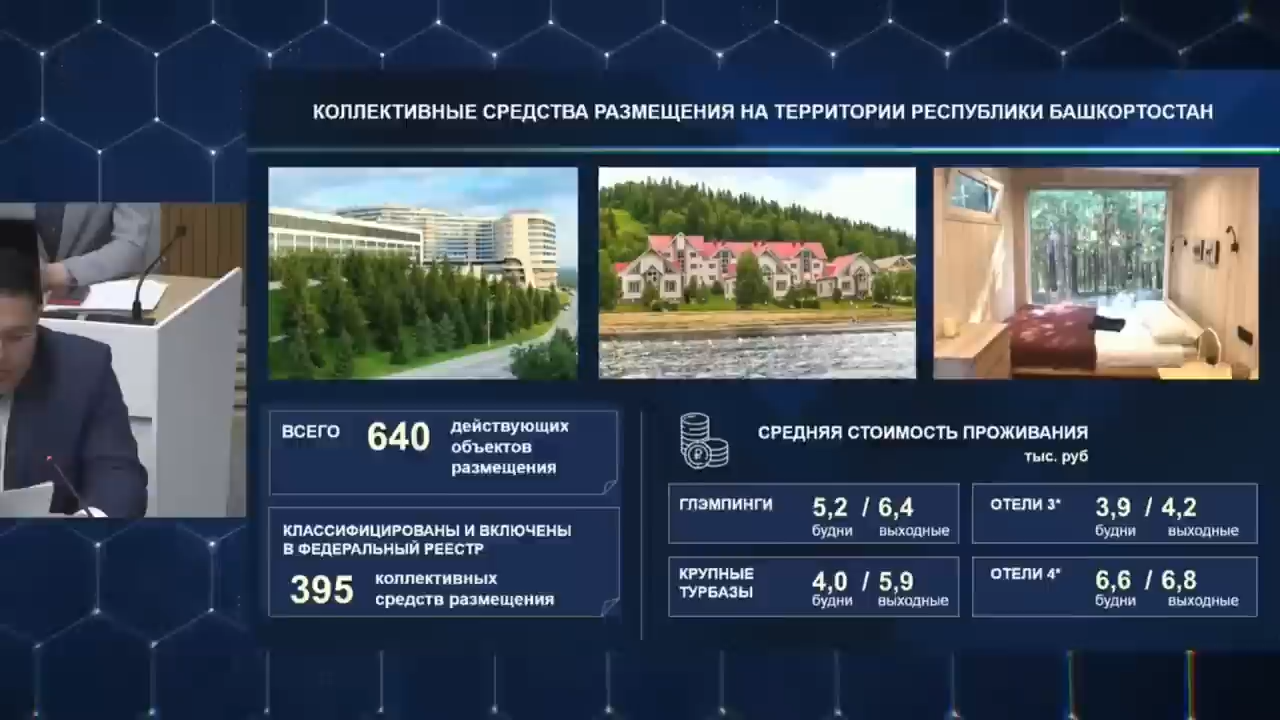 КОЛЛЕКТИВНЫЕ СРЕДСТВА РАЗМЕЩЕНИЯ НА ТЕРРИТОРИИ РЕСПУБЛИКИ БАШКОРТОСТАН
ВСЕГО 640 действующих
объектов
размещения
КЛАССИФИЦИРОВАНЫ И ВКЛЮЧЕНЫ
В ФЕДЕРАЛЬНЫЙ РЕЕСТР
395 коллективных
средств размещения
СРЕДНЯЯ СТОИМОСТЬ ПРОЖИВАНИЯ
тыс. руб
ГЛЭМПИНГИ 5,2 / 6,4
будни выходные
ОТЕЛИ 3* 3,9 / 4,2
будни выходные
КРУПНЫЕ
ТУРБАЗЫ 4,0 / 5,9
будни выходные
ОТЕЛИ 4* 6,6 / 6,8
будни выходные